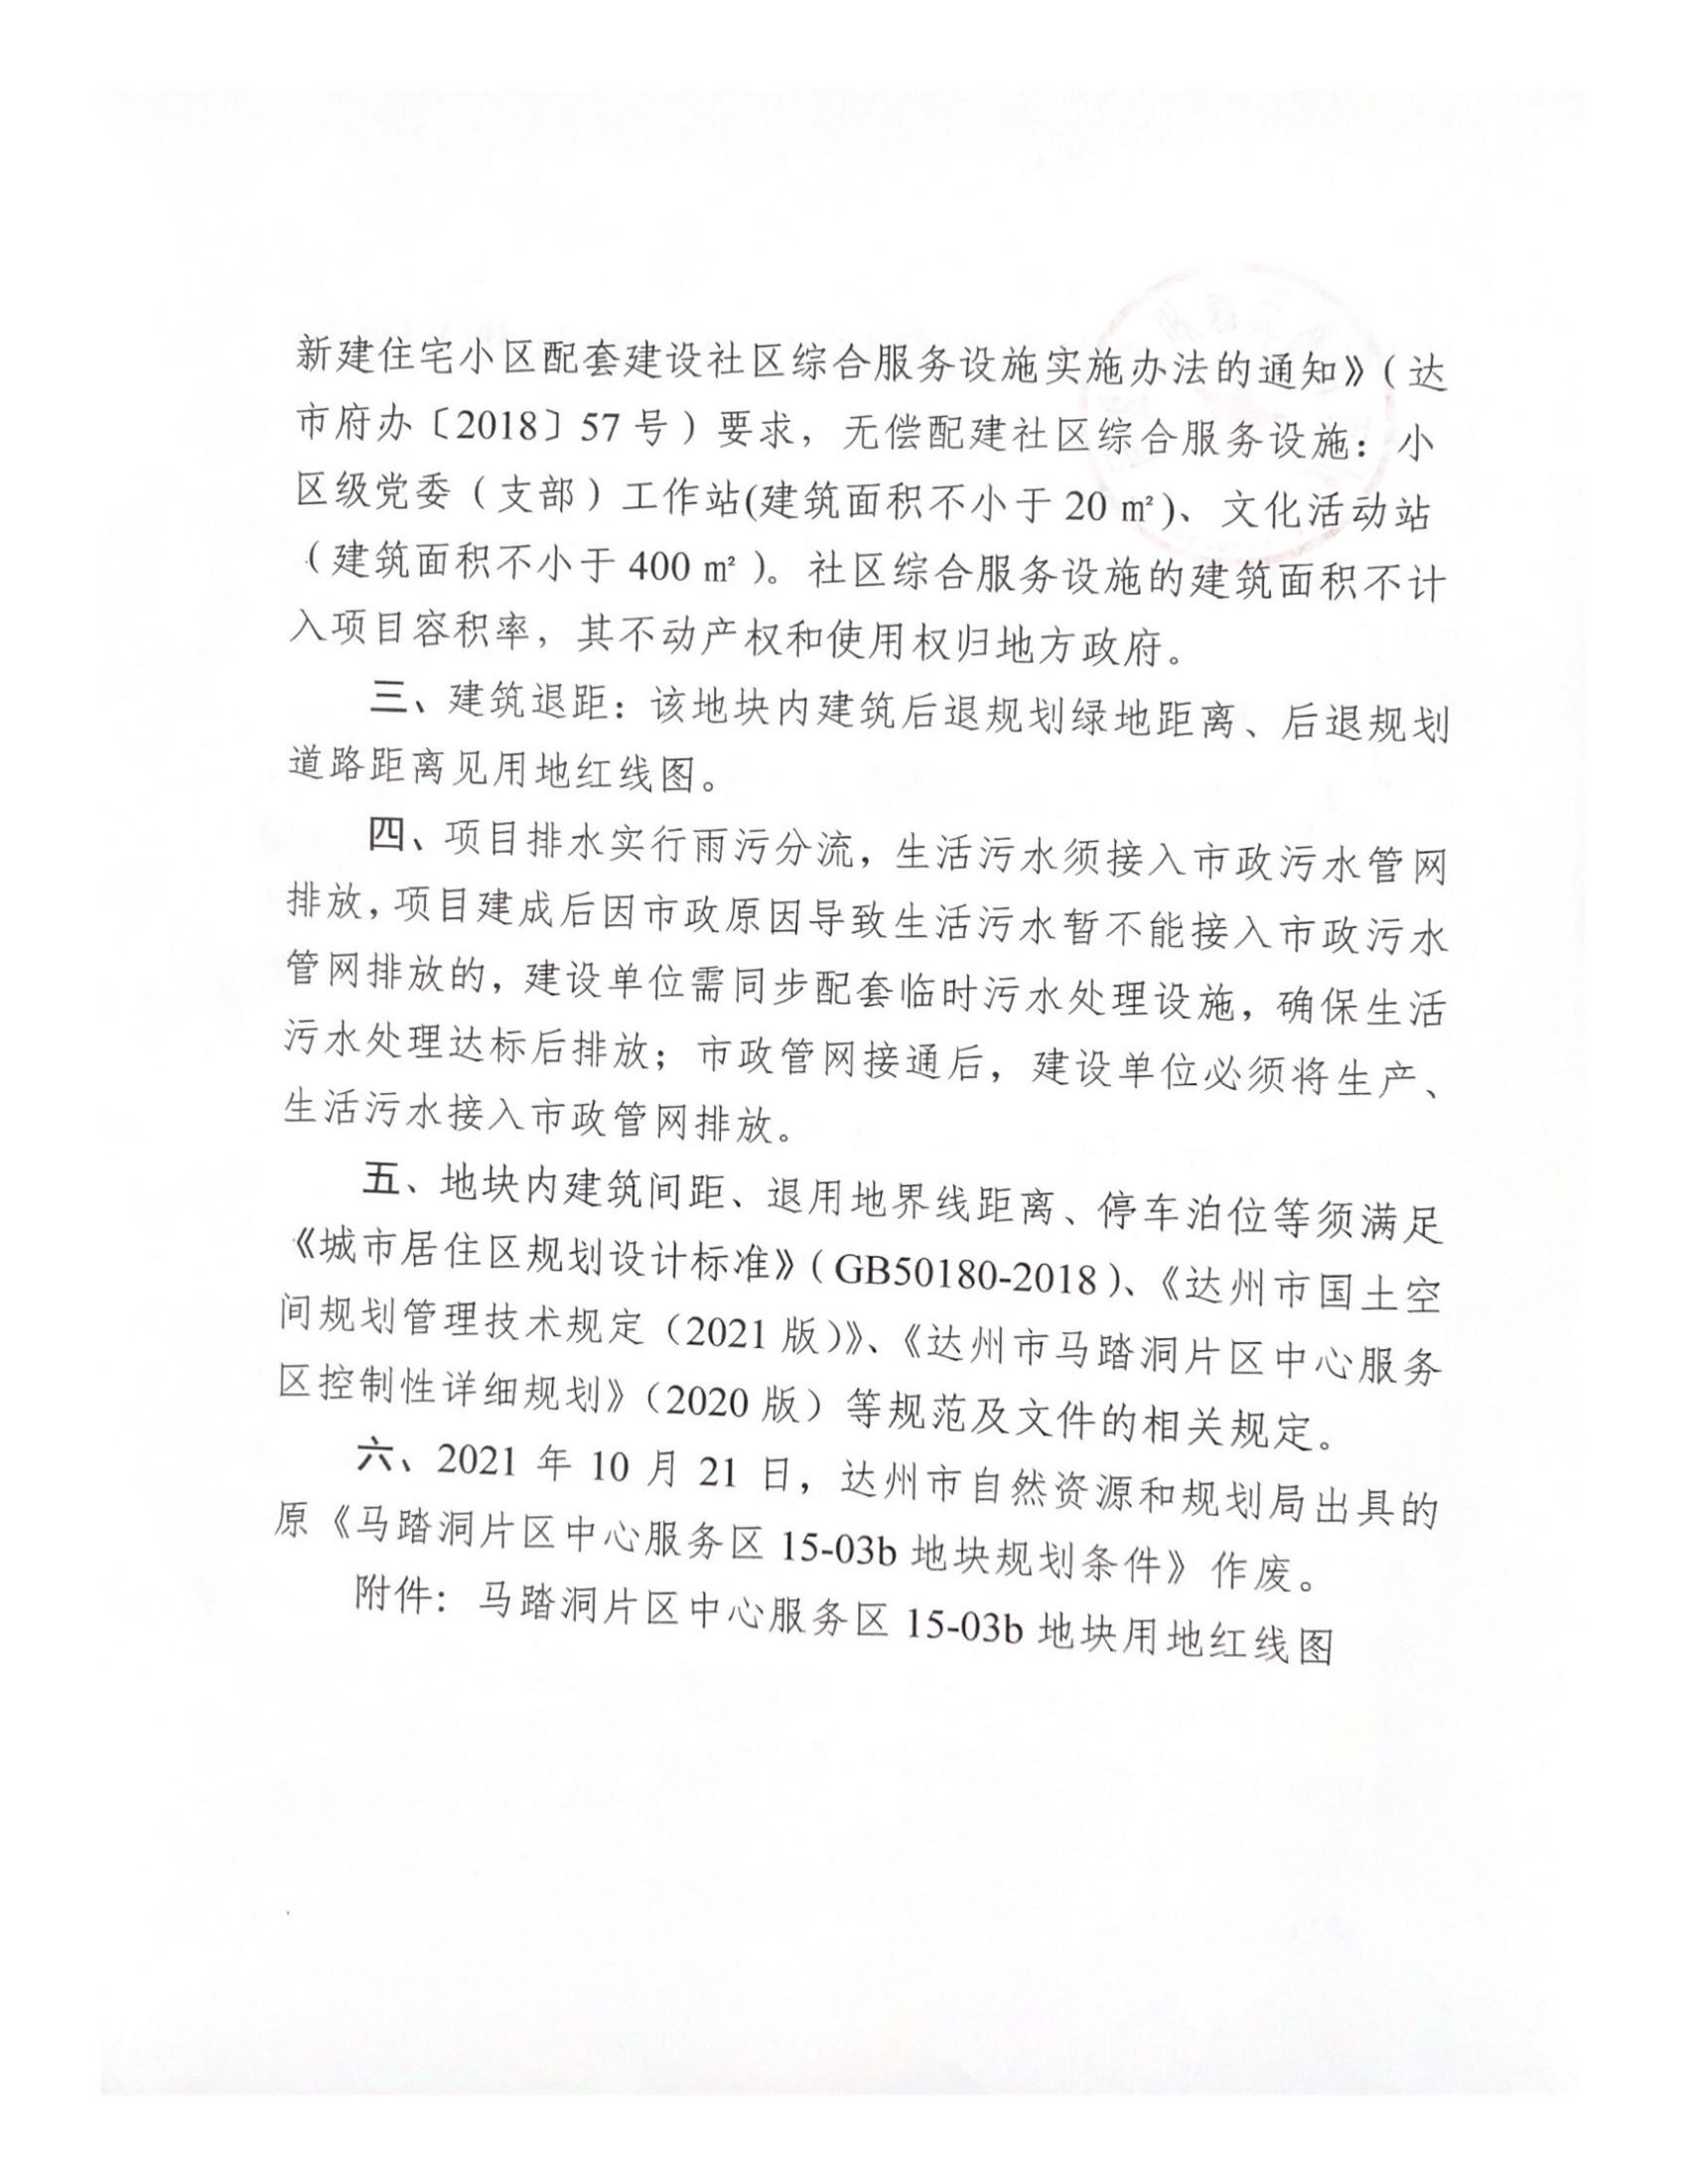 新建住宅小区配套建设社区综合服务设施实施办法的通知》（达
市府办〔2018〕57号）要求，无偿配建社区综合服务设施：小
区级党委（支部）工作站(建筑面积不小于20㎡)、文化活动站
（建筑面积不小于400㎡）。社区综合服务设施的建筑面积不计
入项目容积率，其不动产权和使用权归地方政府。
三、建筑退距：该地块内建筑后退规划绿地距离、后退规划
道路距离见用地红线图。
四、项目排水实行雨污分流，生活污水须接入市政污水管网
排放，项目建成后因市政原因导致生活污水暂不能接入市政污水
管网排放的，建设单位需同步配套临时污水处理设施，确保生活
污水处理达标后排放；市政管网接通后，建设单位必须将生产、
生活污水接入市政管网排放。
五、地块内建筑间距、退用地界线距离、停车泊位等须满足
《城市居住区规划设计标准》（GB50180-2018）、《达州市国土空
间规划管理技术规定（2021版）》、《达州市马踏洞片区中心服务
区控制性详细规划》（2020版）等规范及文件的相关规定。
六、2021年10月21日，达州市自然资源和规划局出具的
原《马踏洞片区中心服务区15-03b地块规划条件》作废。
附件：马踏洞片区中心服务区15-03b地块用地红线图